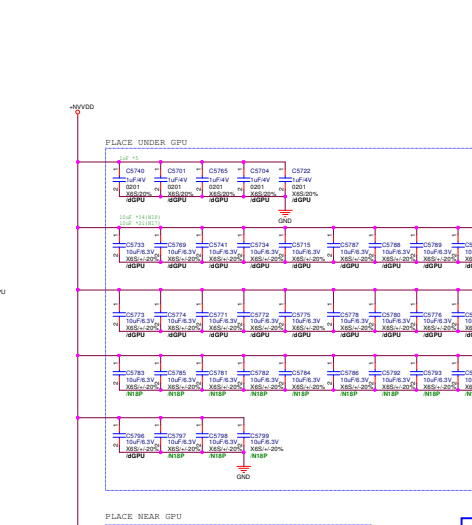 +NVVDD
PLACE UNDER GPU
1uF *5
C5740 C5701 C5765 C5704 C5722
1uF/4V 1uF/4V 1uF/4V 1uF/4V 1uF/4V
0201 0201 0201 0201 0201
X6S/20% X6S/20% X6S/20% X6S/20% X6S/20%
/dGPU /dGPU /dGPU /dGPU /dGPU
GND
10uF *34(N18)
10uF *21(N17)
C5733 C5769 C5741 C5734 C5715 C5787 C5788 C5789
10uF/6.3V 10uF/6.3V 10uF/6.3V 10uF/6.3V 10uF/6.3V 10uF/6.3V 10uF/6.3V 10uF/6.3V
X6S/+/-20% X6S/+/-20% X6S/+/-20% X6S/+/-20% X6S/+/-20% X6S/+/-20% X6S/+/-20% X6S/+/-20%
/dGPU /dGPU /dGPU /dGPU /dGPU /dGPU /dGPU /dGPU
PU
C5773 C5774 C5771 C5772 C5775 C5778 C5780 C5776
10uF/6.3V 10uF/6.3V 10uF/6.3V 10uF/6.3V 10uF/6.3V 10uF/6.3V 10uF/6.3V 10uF/6.3V
X6S/+/-20% X6S/+/-20% X6S/+/-20% X6S/+/-20% X6S/+/-20% X6S/+/-20% X6S/+/-20% X6S/+/-20%
/dGPU /dGPU /dGPU /dGPU /dGPU /dGPU /dGPU /dGPU
C5783 C5785 C5781 C5782 C5784 C5786 C5792 C5793
10uF/6.3V 10uF/6.3V 10uF/6.3V 10uF/6.3V 10uF/6.3V 10uF/6.3V 10uF/6.3V 10uF/6.3V
X6S/+/-20% X6S/+/-20% X6S/+/-20% X6S/+/-20% X6S/+/-20% X6S/+/-20% X6S/+/-20% X6S/+/-20%
/N18P /N18P /N18P /N18P /N18P /N18P /N18P /N18P
C5796 C5797 C5798 C5799
10uF/6.3V 10uF/6.3V 10uF/6.3V 10uF/6.3V
X6S/+/-20% X6S/+/-20% X6S/+/-20% X6S/+/-20%
/dGPU /N18P /N18P /N18P
GND
PLACE NEAR GPU